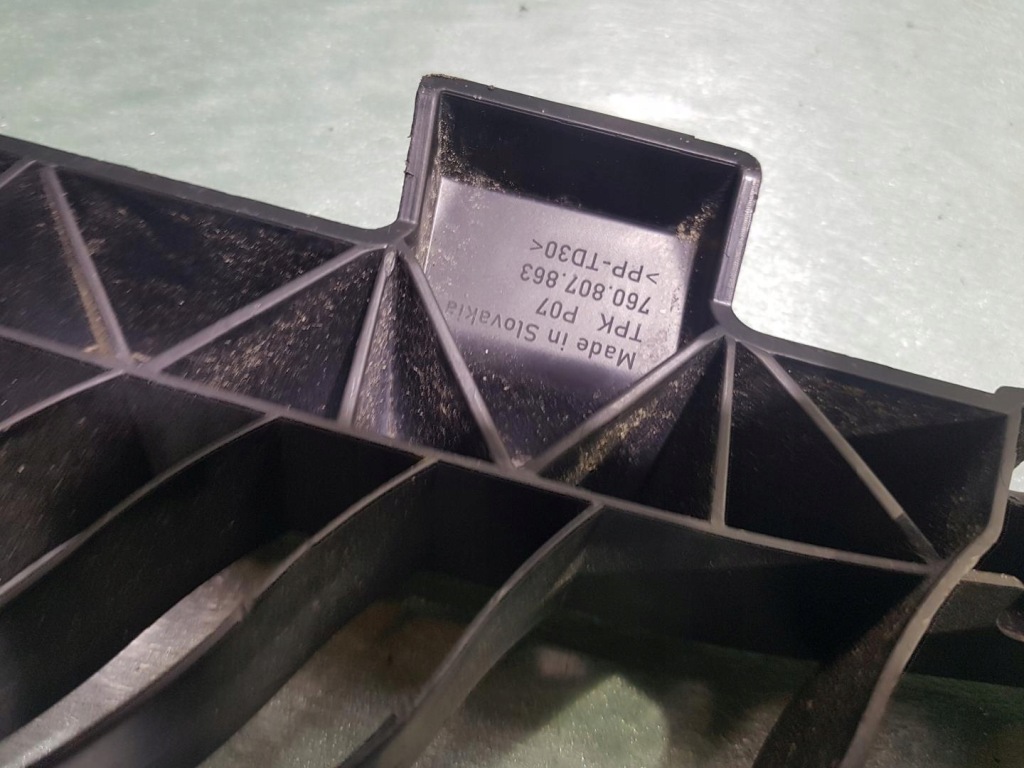 Made in Slovakia
TPK P07
760.807.863
>PP-TD30<